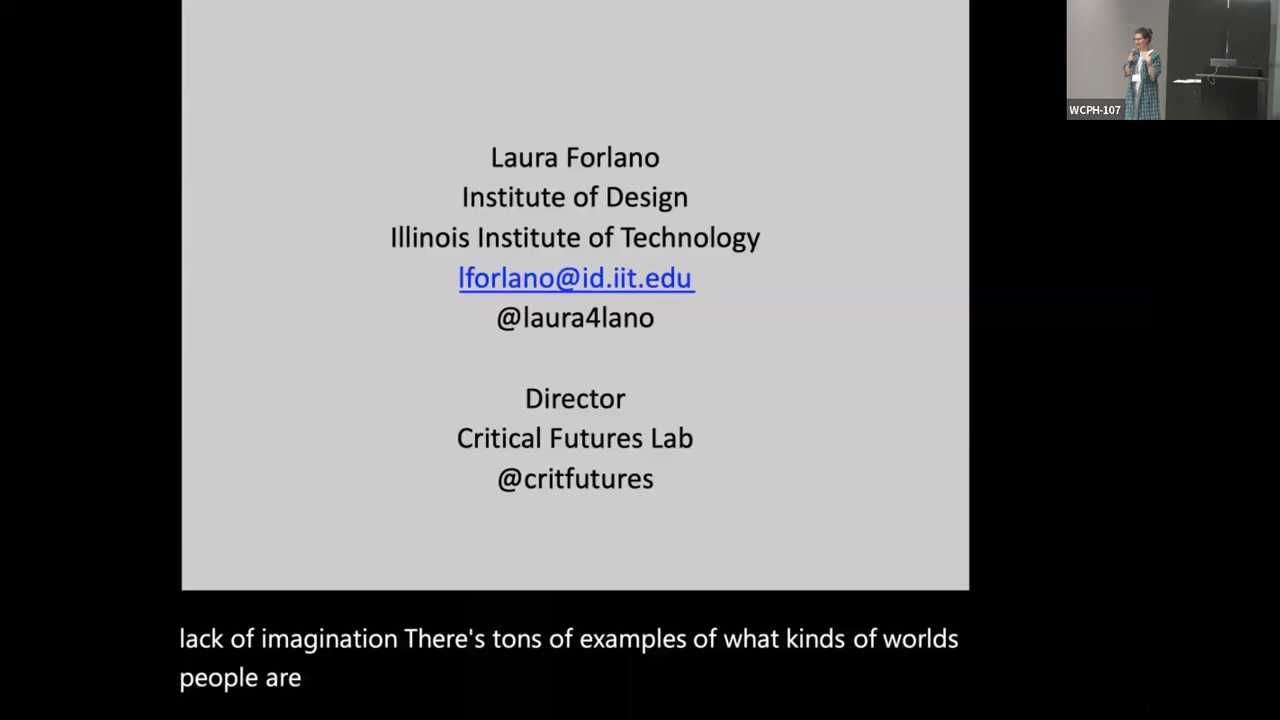 Laura Forlano
Institute of Design
Illinois Institute of Technology
lforlano@id.iit.edu
@laura4lano
Director
Critical Futures Lab
@critfutures
WCPH-107
lack of imagination There's tons of examples of what kinds of worlds
people are